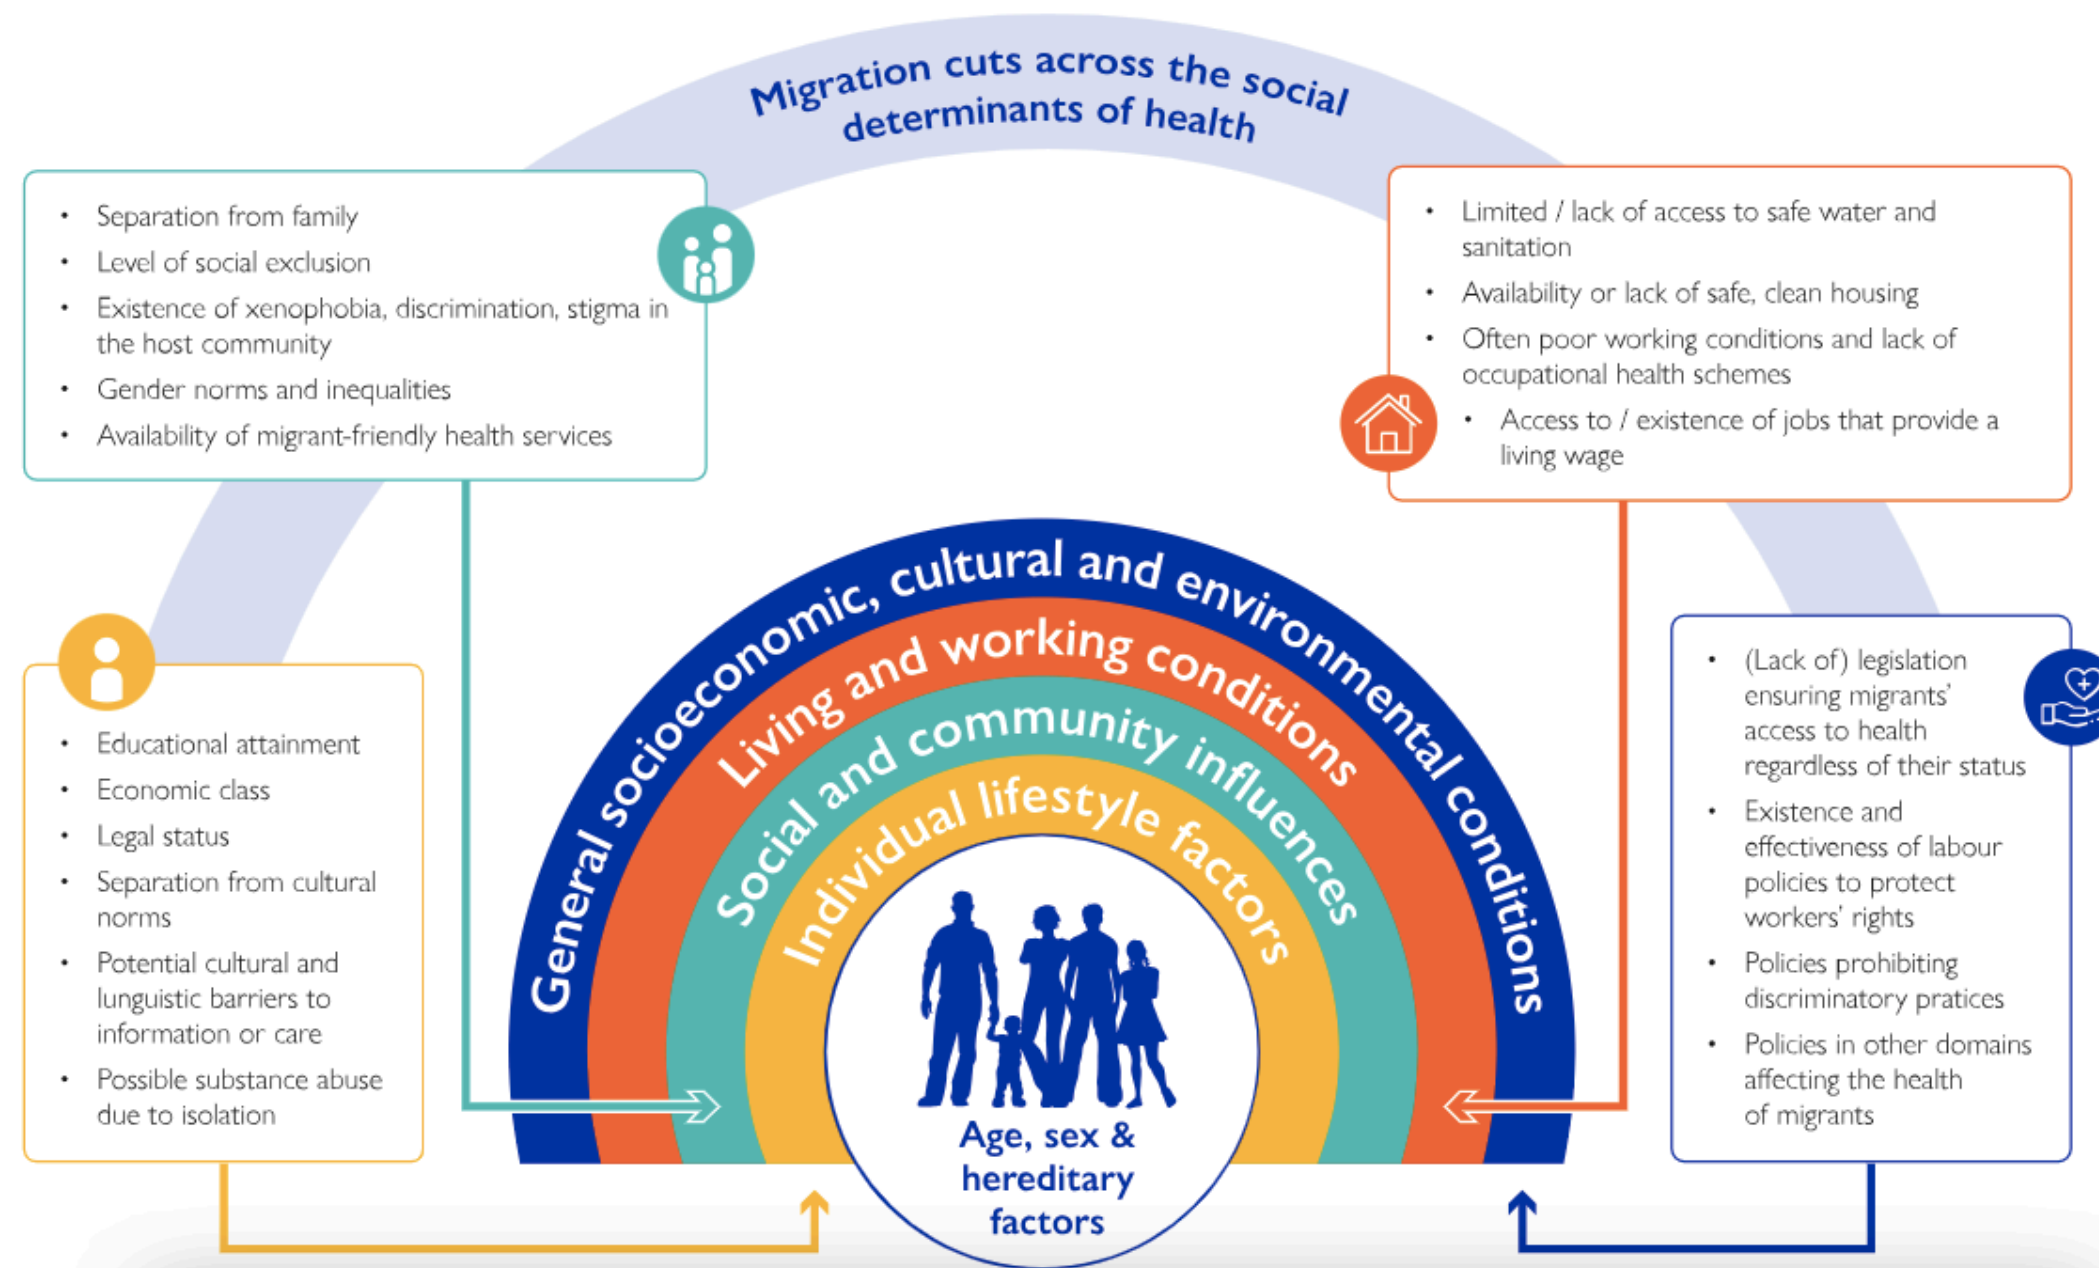 Migration cuts across the social
determinants of health
• Separation from family
• Level of social exclusion
• Existence of xenophobia, discrimination, stigma in
the host community
• Gender norms and inequalities
• Availability of migrant-friendly health services
• Limited / lack of access to safe water and
sanitation
• Availability or lack of safe, clean housing
• Often poor working conditions and lack of
occupational health schemes
• Access to / existence of jobs that provide a
living wage
• Educational attainment
• Economic class
• Legal status
• Separation from cultural
norms
• Potential cultural and
lunguistic barriers to
information or care
• Possible substance abuse
due to isolation
General socioeconomic, cultural and environmental conditions
Living and working conditions
Social and community influences
Individual lifestyle factors
Age, sex &
hereditary
factors
• (Lack of) legislation
ensuring migrants’
access to health
regardless of their status
• Existence and
effectiveness of labour
policies to protect
workers’ rights
• Policies prohibiting
discriminatory pratices
• Policies in other domains
affecting the health
of migrants